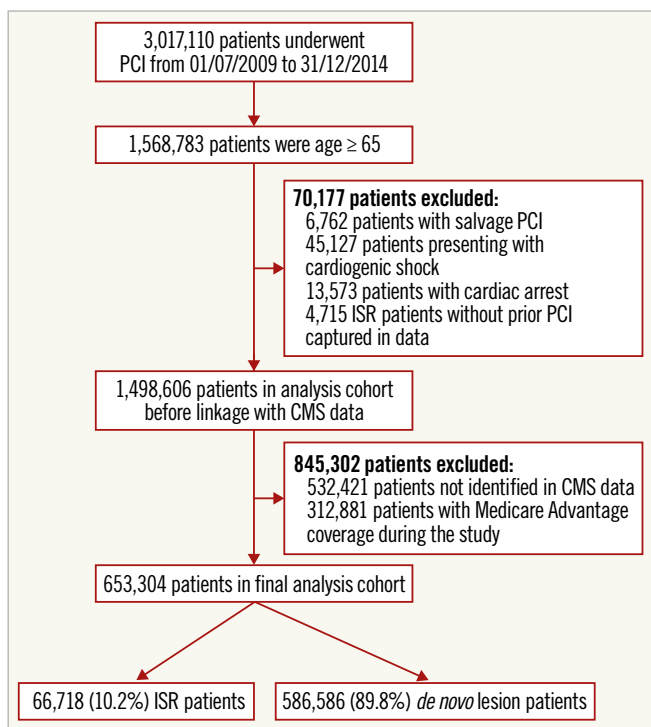 3,017,110 patients underwent
PCI from 01/07/2009 to 31/12/2014
1,568,783 patients were age ≥ 65
70,177 patients excluded:
6,762 patients with salvage PCI
45,127 patients presenting with
cardiogenic shock
13,573 patients with cardiac arrest
4,715 ISR patients without prior PCI
captured in data
1,498,606 patients in analysis cohort
before linkage with CMS data
845,302 patients excluded:
532,421 patients not identified in CMS data
312,881 patients with Medicare Advantage
coverage during the study
653,304 patients in final analysis cohort
66,718 (10.2%) ISR patients
586,586 (89.8%) de novo lesion patients